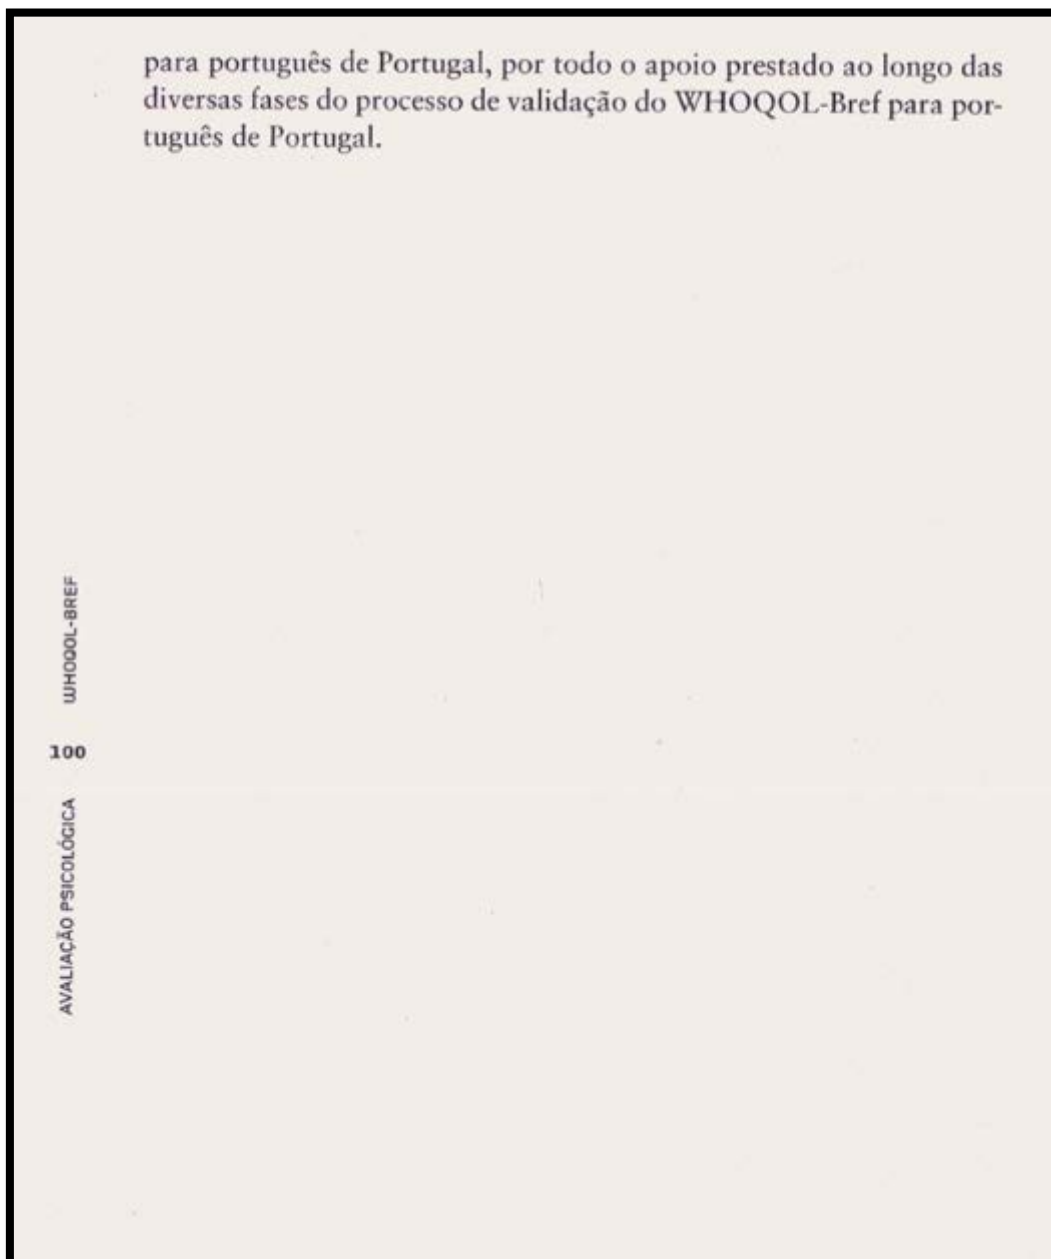 para português de Portugal, por todo o apoio prestado ao longo das
diversas fases do processo de validação do WHOQOL-Bref para por-
tuguês de Portugal.
WHOQOL-BREF
100
AVALIAÇÃO PSICOLÓGICA